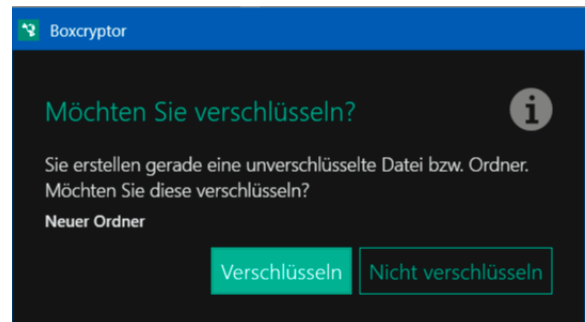 Boxcryptor
Möchten Sie verschlüsseln?
Sie erstellen gerade eine unverschlüsselte Datei bzw. Ordner.
Möchten Sie diese verschlüsseln?
Neuer Ordner
Verschlüsseln Nicht verschlüsseln